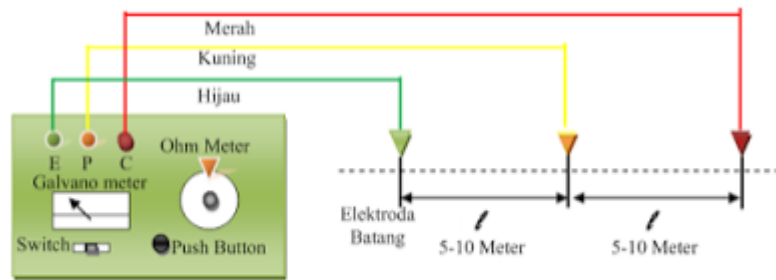 Merah
Kuning
Hijau
E P C
Ohm Meter
Galvano meter
Switch
Push Button
Elektroda
Batang
ℓ
5-10 Meter
ℓ
5-10 Meter